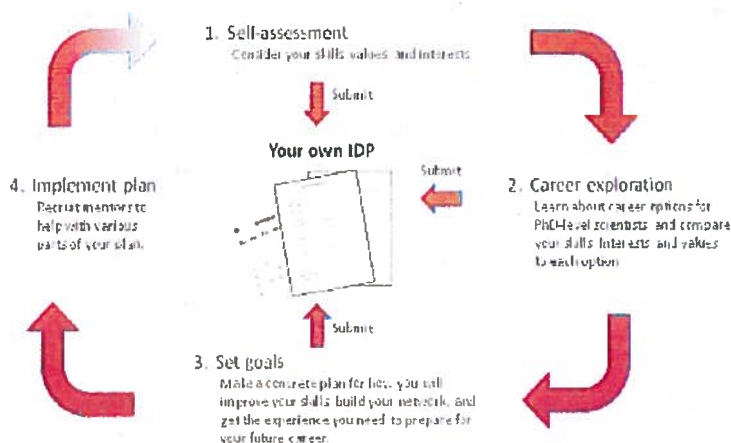 1. Self-assessment
Consider your skills, values, and interests.
Submit
Your own IDP
Submit
4. Implement plan
Recruit mentors to
help with various
parts of your plan.
2. Career exploration
Learn about career options for
PhD-level scientists and compare
your skills, interests, and values
to each option.
Submit
3. Set goals
Make a concrete plan for how you will
improve your skills, build your network, and
get the experience you need to prepare for
your future career.